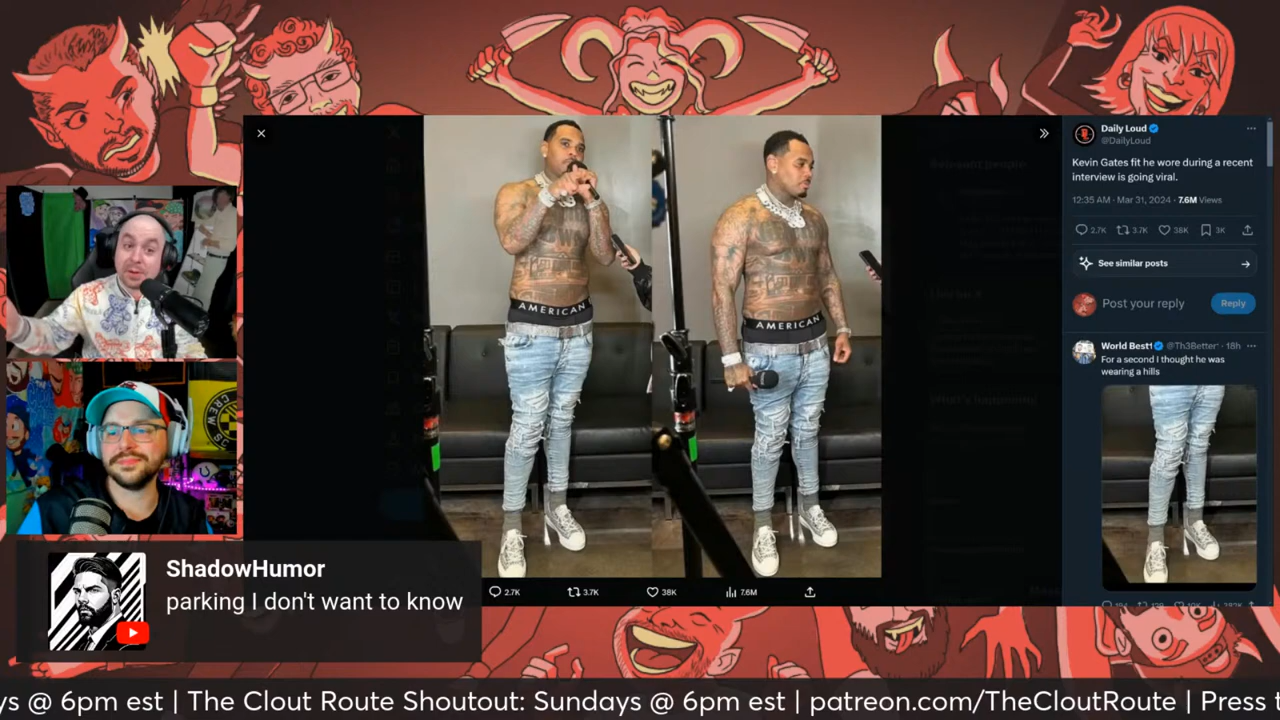 Daily Loud
@DailyLoud
Kevin Gates fit he wore during a recent
interview is going viral.
12:35 AM · Mar 31, 2024 · 7.6M Views
2.7K 3.7K 38K 3K
See similar posts
Post your reply Reply
World Best1 @Th3Better · 18h
For a second I thought he was
wearing a hills
AMERICAN
AMERICAN
CREW
2.7K 3.7K 38K 7.6M
ShadowHumor
parking I don't want to know
ys @ 6pm est | The Clout Route Shoutout: Sundays @ 6pm est | patreon.com/TheCloutRoute | Press t